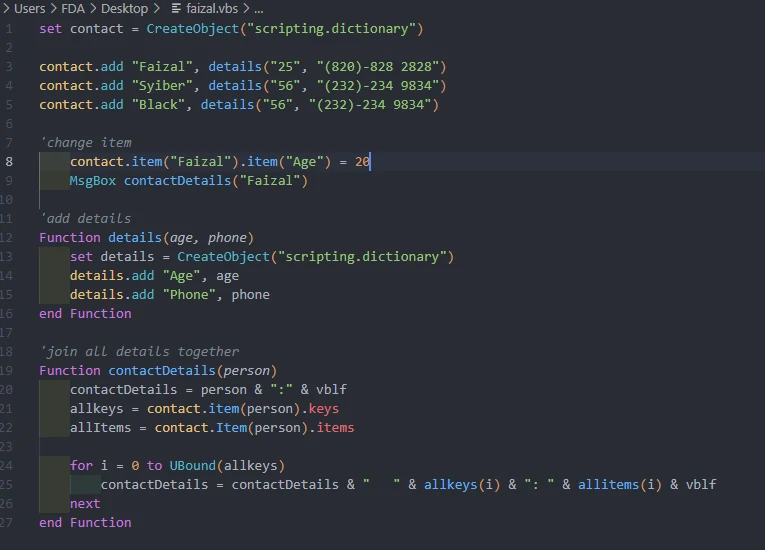 > Users > FDA > Desktop > faizal.vbs > ...
1 set contact = CreateObject("scripting.dictionary")
2
3 contact.add "Faizal", details("25", "(820)-828 2828")
4 contact.add "Syiber", details("56", "(232)-234 9834")
5 contact.add "Black", details("56", "(232)-234 9834")
6
7 'change item
8     contact.item("Faizal").item("Age") = 20
9     MsgBox contactDetails("Faizal")
10
11 'add details
12 Function details(age, phone)
13     set details = CreateObject("scripting.dictionary")
14     details.add "Age", age
15     details.add "Phone", phone
16 end Function
17
18 'join all details together
19 Function contactDetails(person)
20     contactDetails = person & ":" & vblf
21     allkeys = contact.item(person).keys
22     allItems = contact.Item(person).items
23
24     for i = 0 to UBound(allkeys)
25         contactDetails = contactDetails & "   " & allkeys(i) & ": " & allitems(i) & vblf
26     next
27 end Function